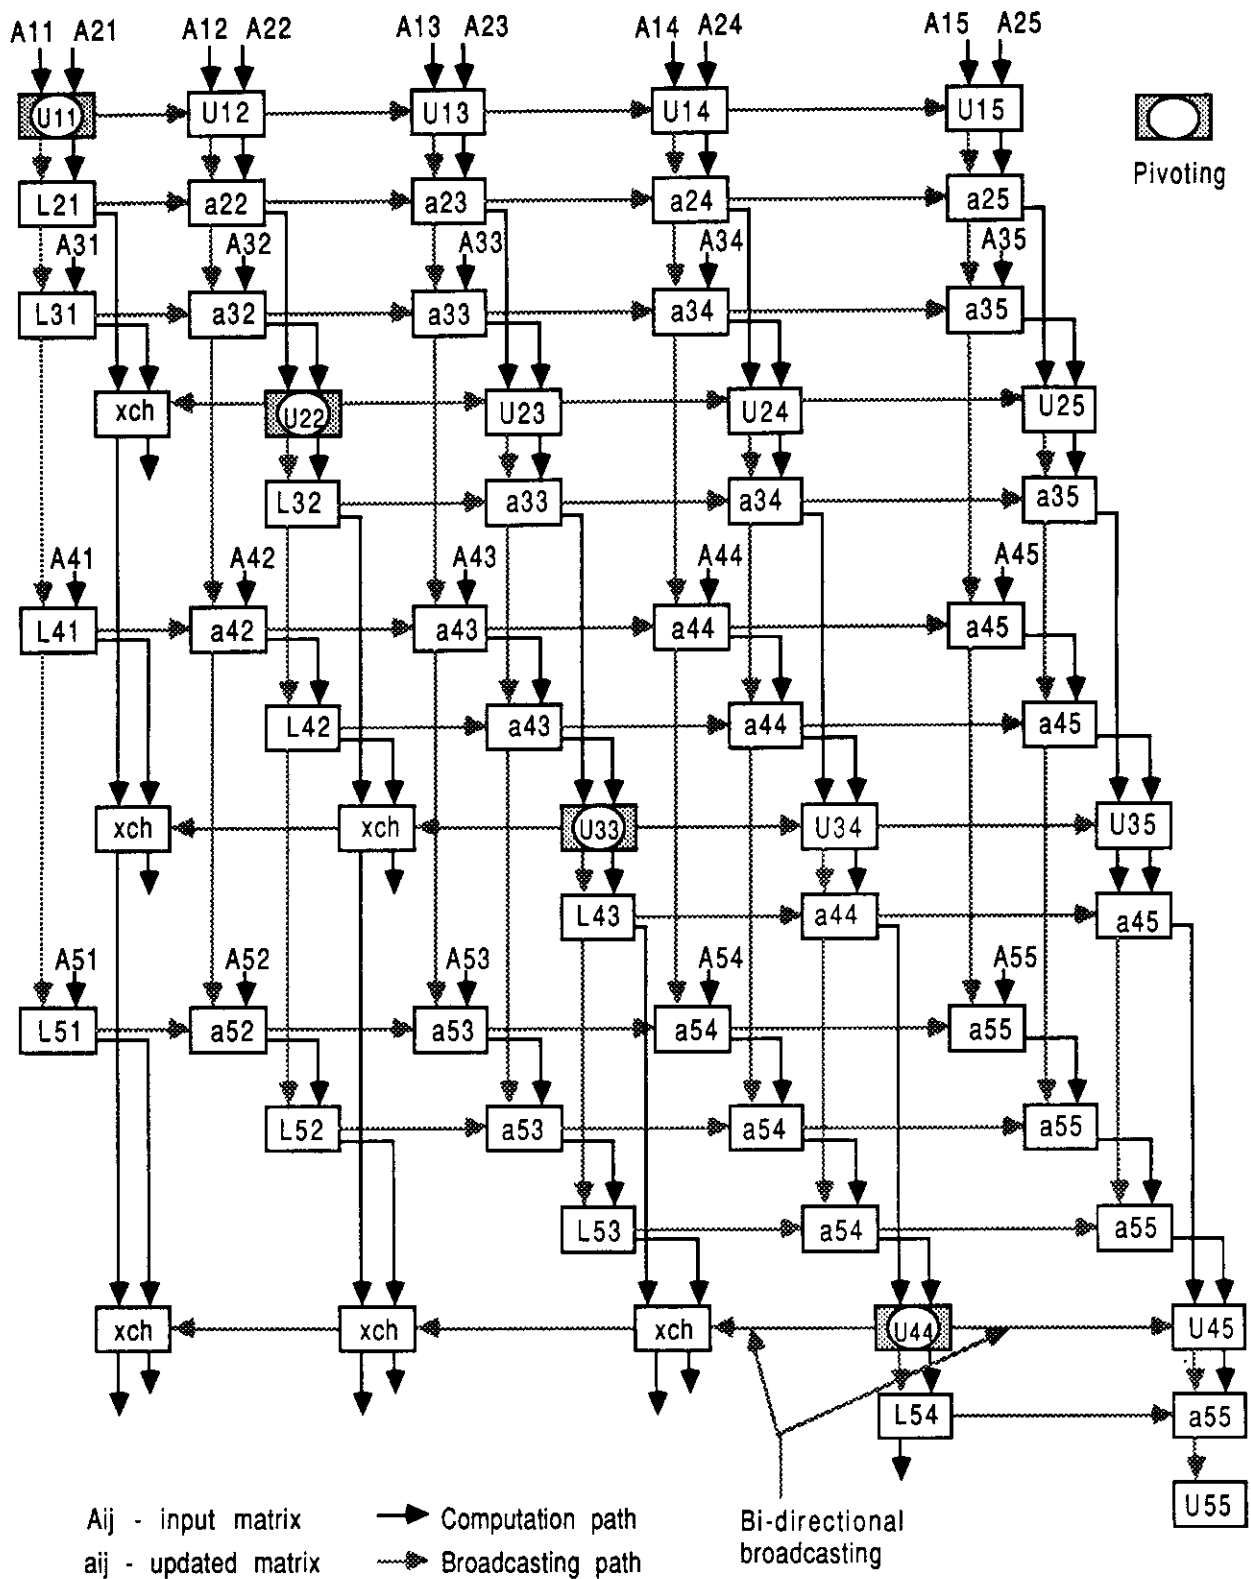 A11 A21 A12 A22 A13 A23 A14 A24 A15 A25
U11 U12 U13 U14 U15
Pivoting
L21 a22 a23 a24 a25
A31 A32 A33 A34 A35
L31 a32 a33 a34 a35
xch U22 U23 U24 U25
L32 a33 a34 a35
A41 A42 A43 A44 A45
L41 a42 a43 a44 a45
L42 a43 a44 a45
xch xch U33 U34 U35
L43 a44 a45
A51 A52 A53 A54 A55
L51 a52 a53 a54 a55
L52 a53 a54 a55
L53 a54 a55
xch xch xch U44 U45
L54 a55
U55
Aij - input matrix Computation path Bi-directional
aij - updated matrix Broadcasting path broadcasting